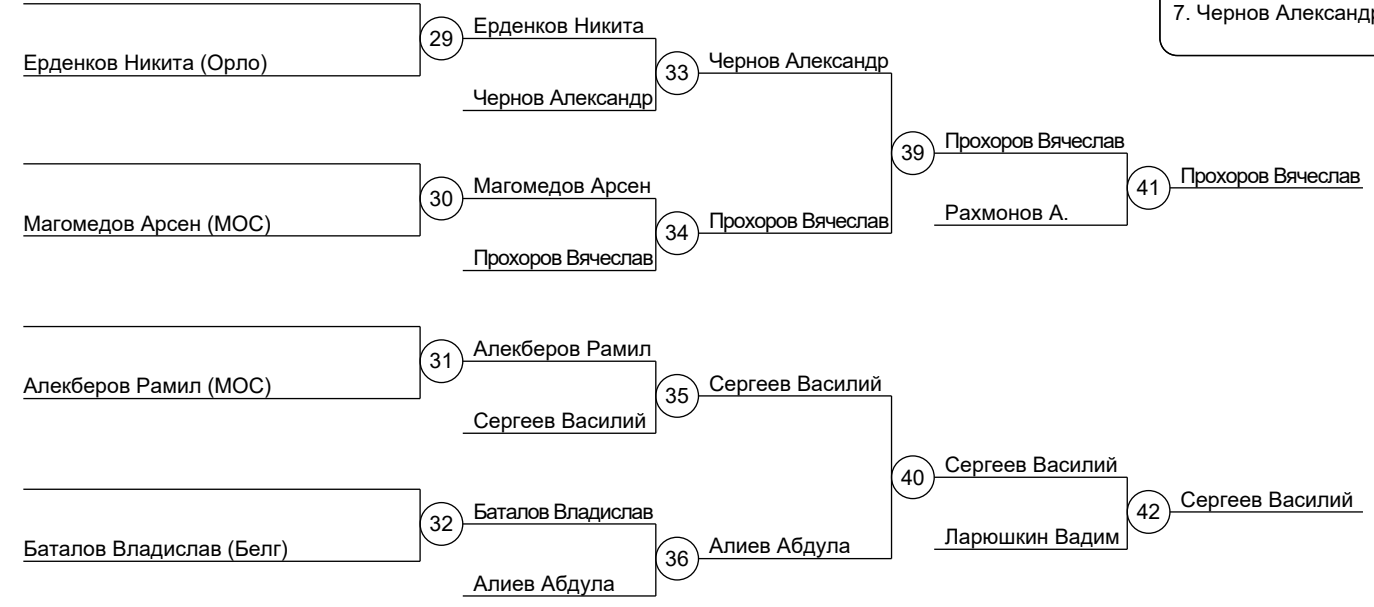 7. Чернов Александр
29
Ерденков Никита
Ерденков Никита (Орло)
33
Чернов Александр
Чернов Александр
39
Прохоров Вячеслав
30
Магомедов Арсен
41
Прохоров Вячеслав
Магомедов Арсен (МОС)
34
Прохоров Вячеслав
Рахмонов А.
Прохоров Вячеслав
31
Алекберов Рамил
Алекберов Рамил (МОС)
35
Сергеев Василий
Сергеев Василий
40
Сергеев Василий
32
Баталов Владислав
42
Сергеев Василий
Баталов Владислав (Белг)
36
Алиев Абдула
Ларюшкин Вадим
Алиев Абдула